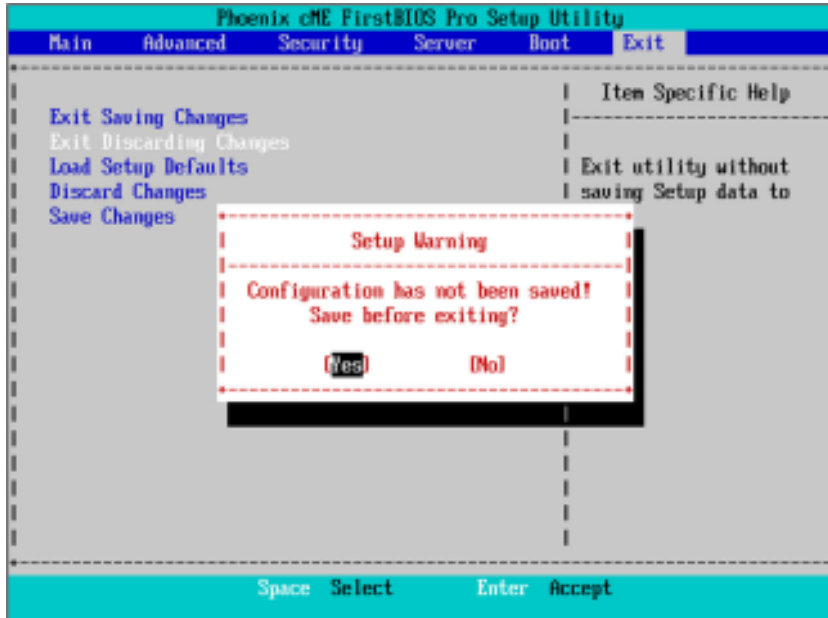 Phoenix cME FirstBIOS Pro Setup Utility
Main Advanced Security Server Boot Exit
Item Specific Help
Exit Saving Changes
Exit Discarding Changes
Load Setup Defaults
Discard Changes
Save Changes
Exit utility without
saving Setup data to
Setup Warning
Configuration has not been saved!
Save before exiting?
[Yes] [No]
Space Select Enter Accept